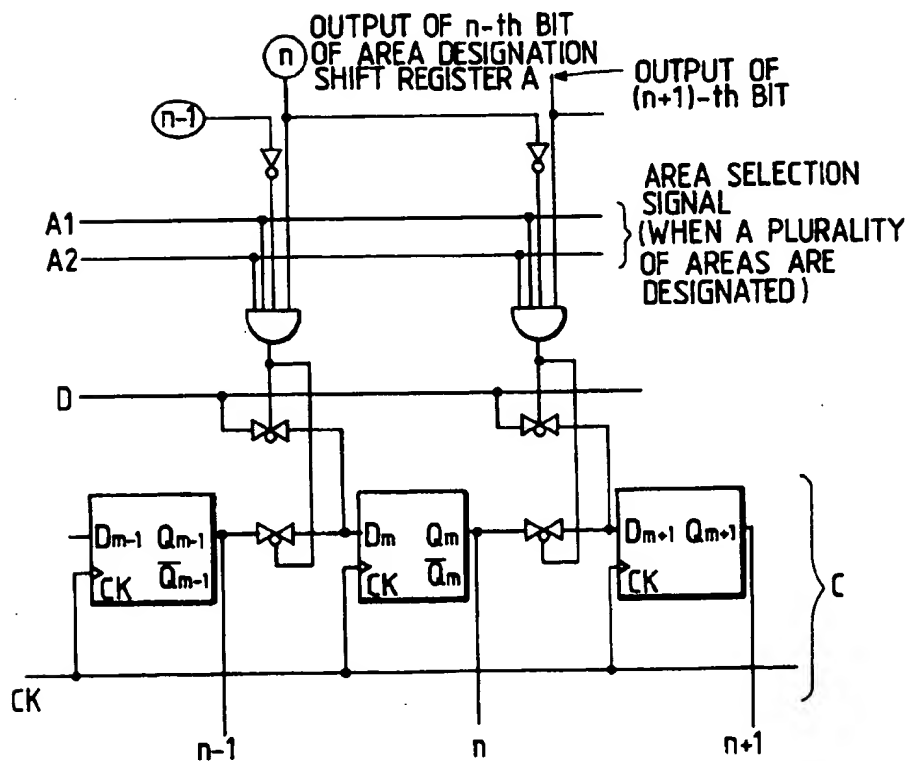 OUTPUT OF n-th BIT
OF AREA DESIGNATION
SHIFT REGISTER A
n
OUTPUT OF
(n+1)-th BIT
n-1
AREA SELECTION
SIGNAL
(WHEN A PLURALITY
OF AREAS ARE
DESIGNATED)
A1
A2
D
Dm-1 Qm-1
Q̅m-1
CK
Dm Qm
Q̅m
CK
Dm+1 Qm+1
CK
C
CK
n-1
n
n+1